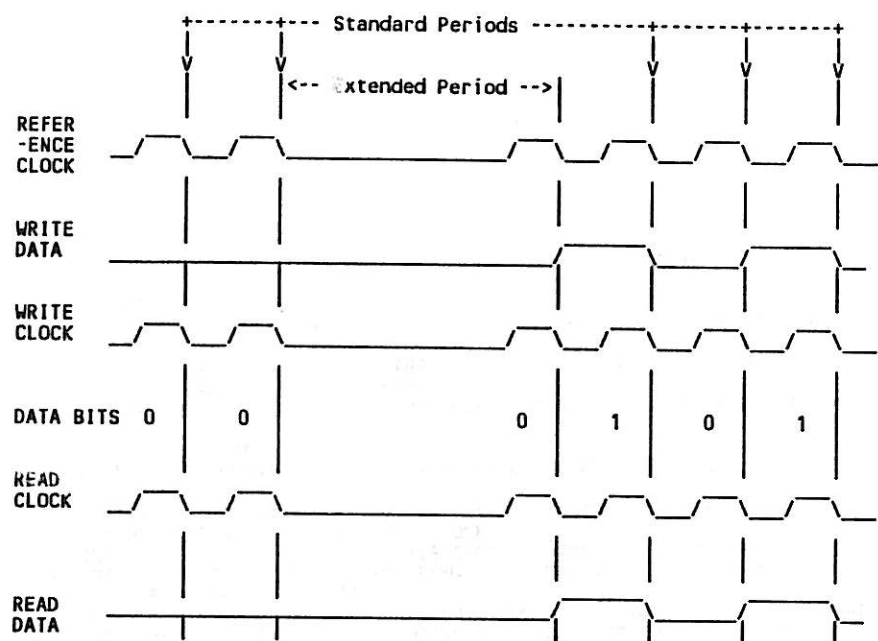 Standard Periods
<-- Extended Period -->
REFER
-ENCE
CLOCK
WRITE
DATA
WRITE
CLOCK
DATA BITS 0 0 0 1 0 1
READ
CLOCK
READ
DATA